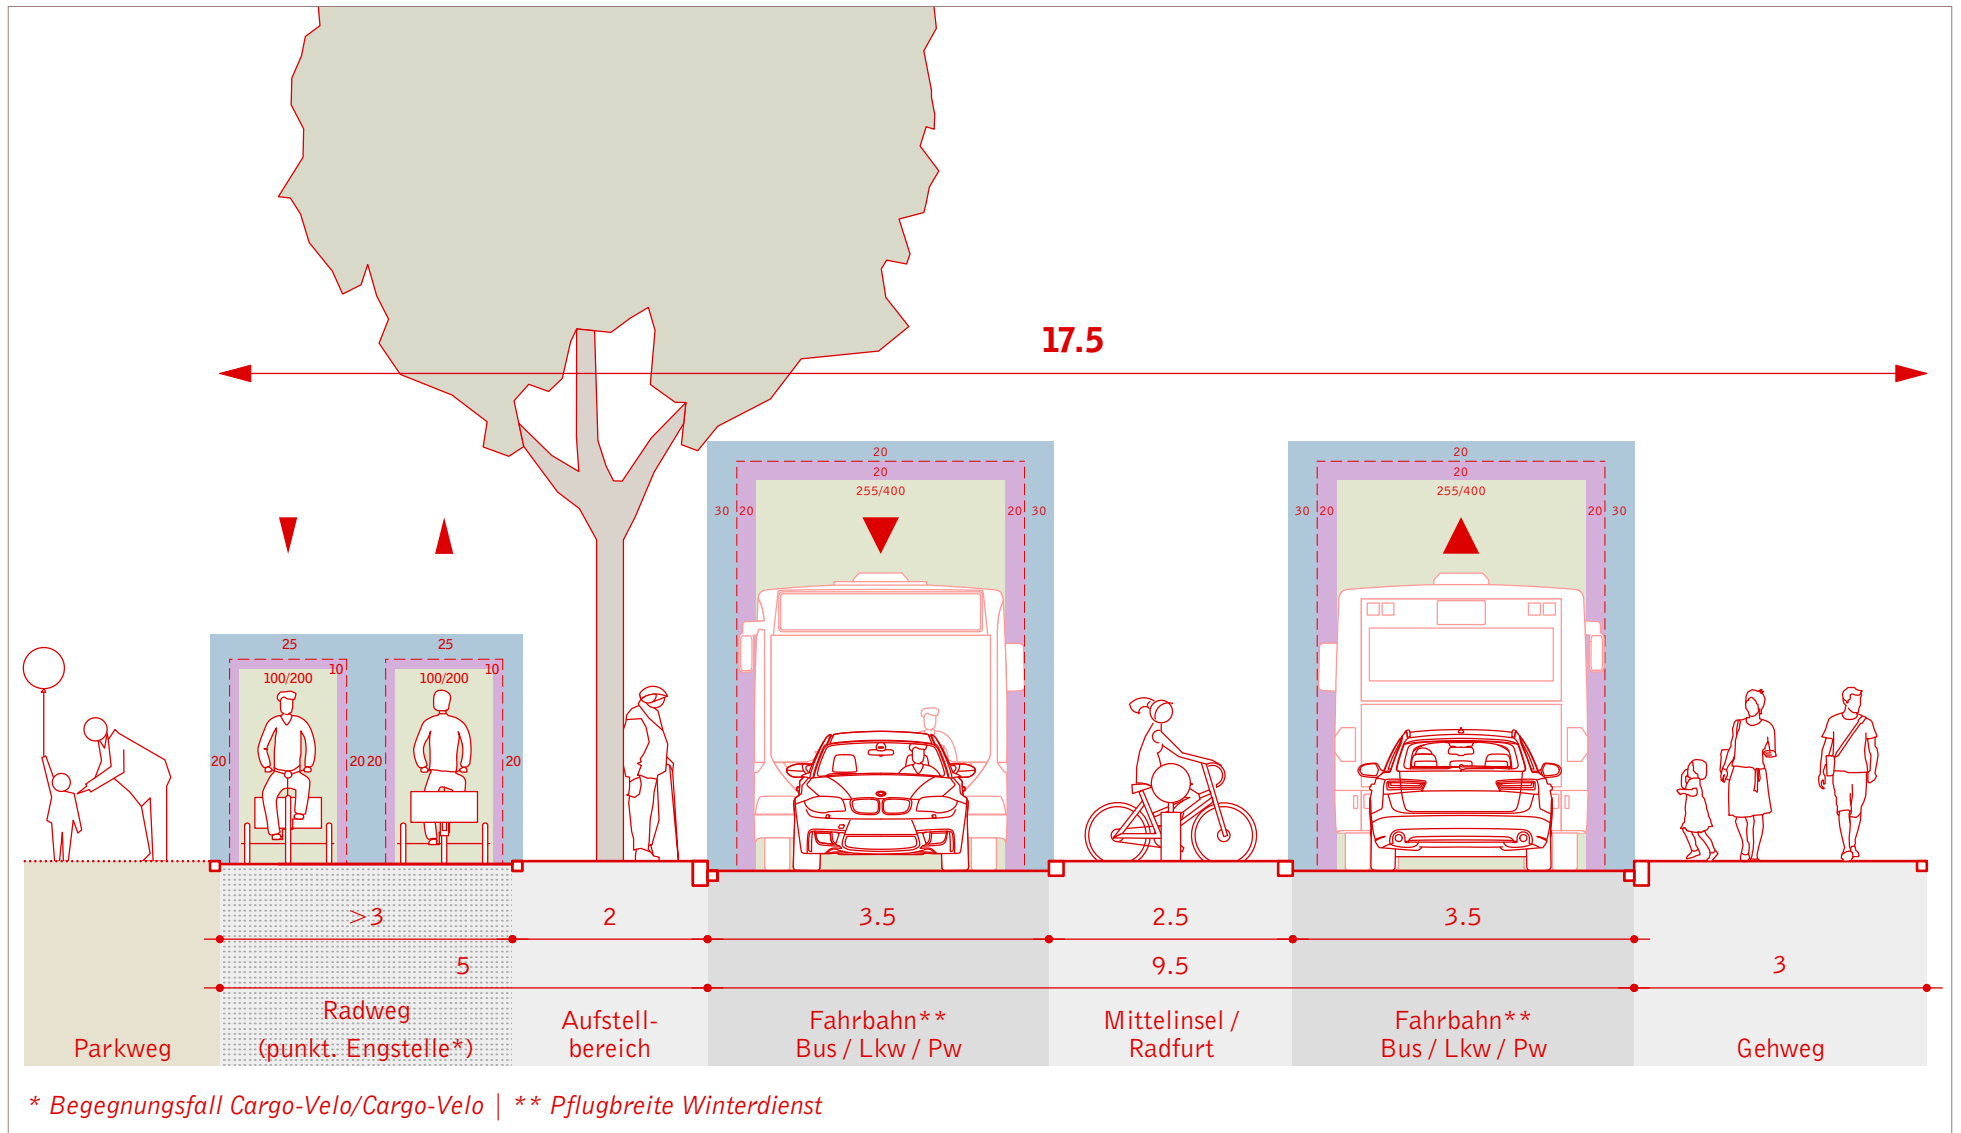 17.5
20
20
20
20
255/400
255/400
30
20
20
30
30
20
20
30
25
25
10
10
100/200
100/200
20
20
20
20
>3
2
3.5
2.5
3.5
5
9.5
3
Parkweg
Radweg
(punkt. Engstelle*)
Aufstell-
bereich
Fahrbahn**
Bus / Lkw / Pw
Mittelinsel /
Radfurt
Fahrbahn**
Bus / Lkw / Pw
Gehweg
* Begegnungsfall Cargo-Velo/Cargo-Velo | ** Pflugbreite Winterdienst